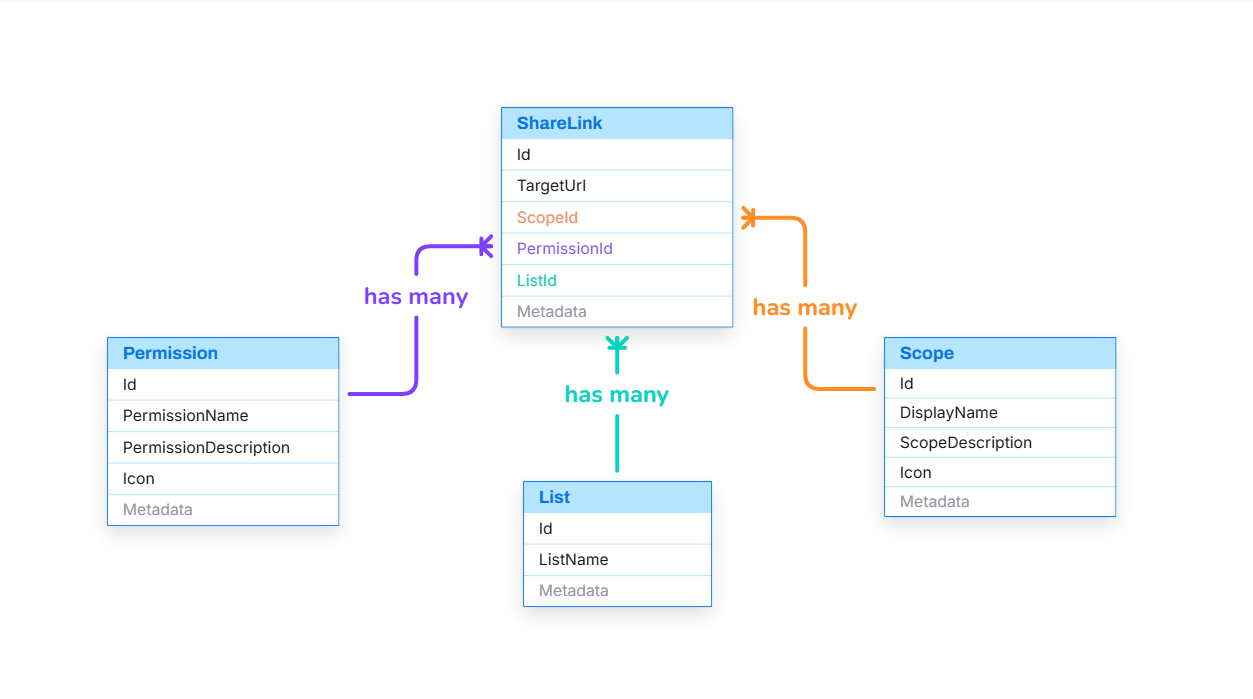 ShareLink
Id
TargetUrl
ScopeId
PermissionId
ListId
Metadata
has many
has many
has many
Permission
Id
PermissionName
PermissionDescription
Icon
Metadata
List
Id
ListName
Metadata
Scope
Id
DisplayName
ScopeDescription
Icon
Metadata